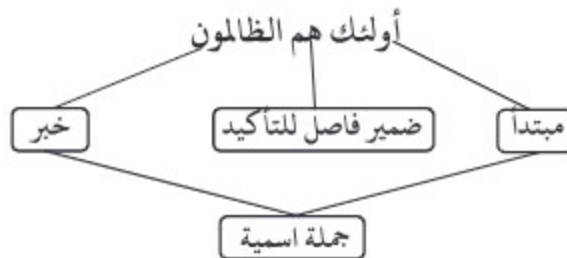 أولئك هم الظالمون
مبتدأ ضمير فاصل للتأكيد خبر
جملة اسمية